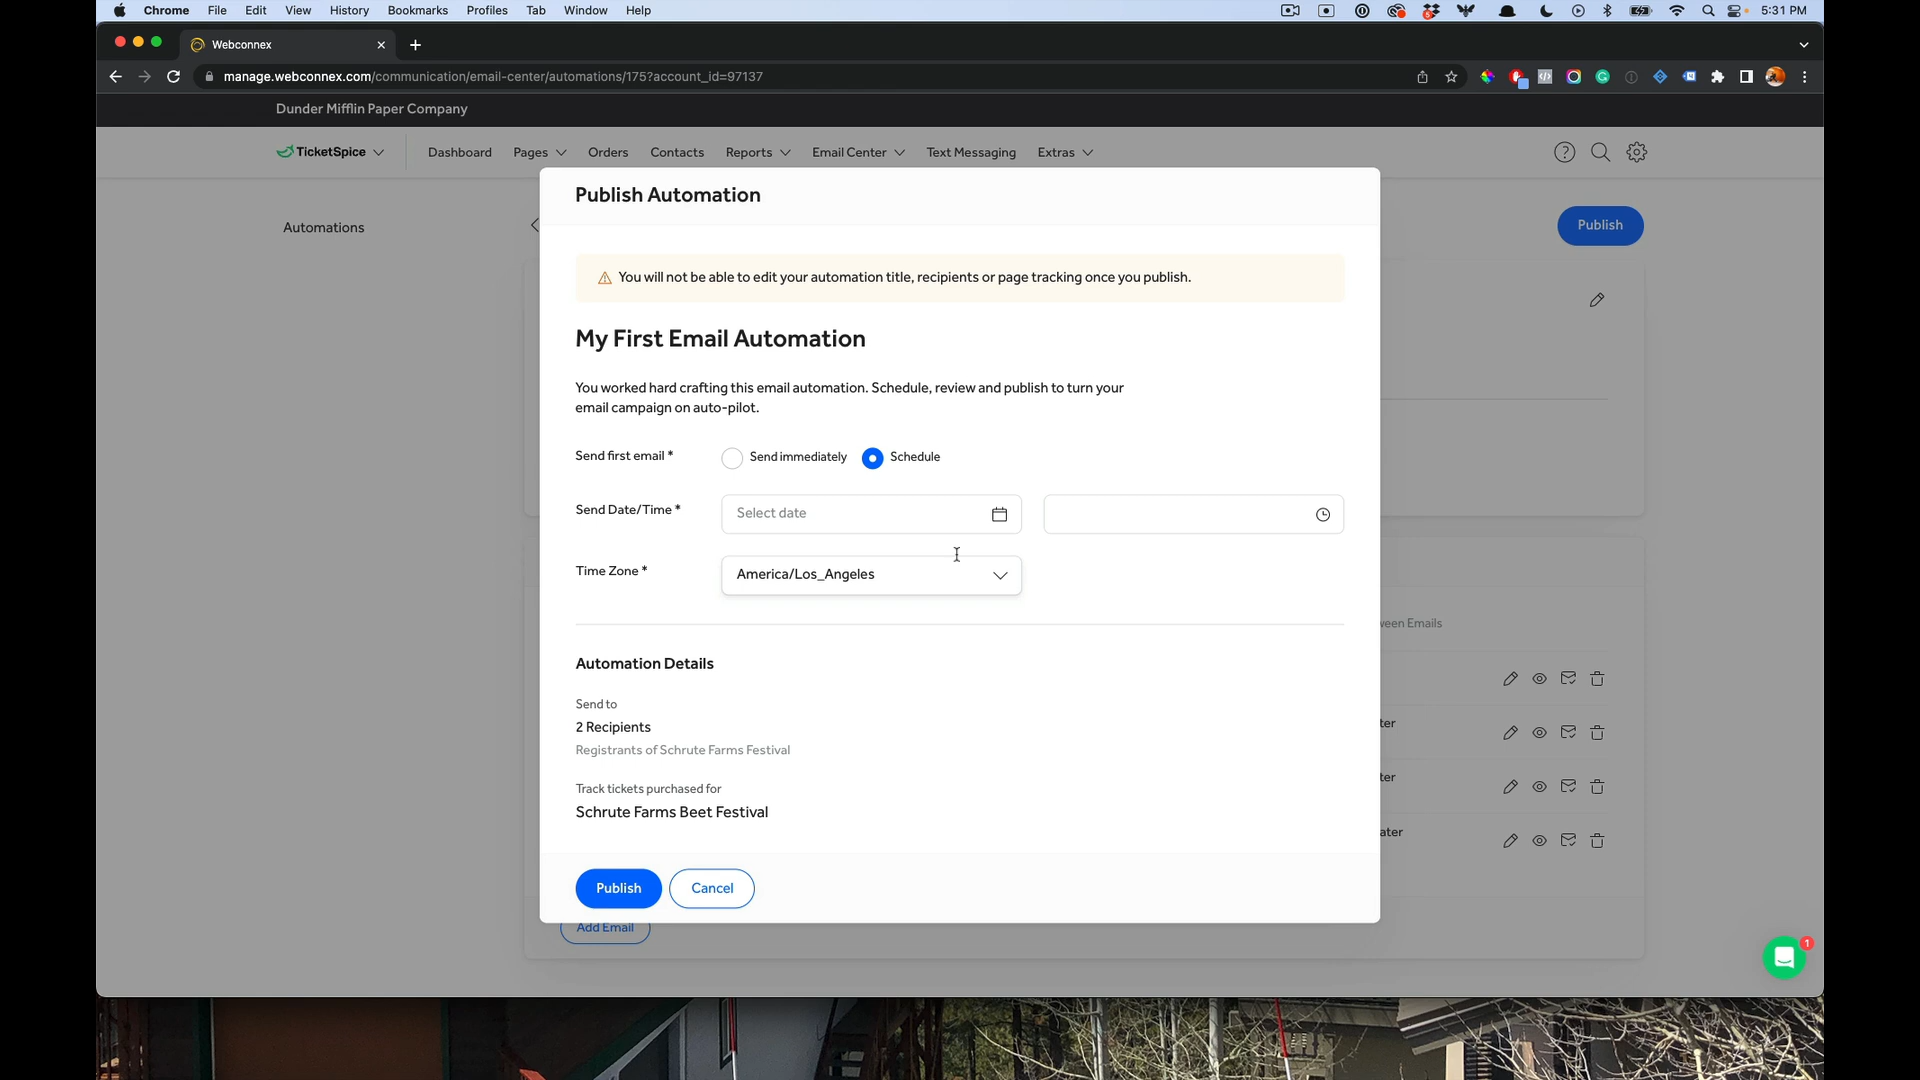 Chrome File Edit View History Bookmarks Profiles Tab Window Help 5:31 PM
Webconnex
manage.webconnex.com/communication/email-center/automations/175?account_id=97137
Dunder Mifflin Paper Company
TicketSpice Dashboard Pages Orders Contacts Reports Email Center Text Messaging Extras
Publish Automation
Automations
Publish
You will not be able to edit your automation title, recipients or page tracking once you publish.
My First Email Automation
You worked hard crafting this email automation. Schedule, review and publish to turn your
email campaign on auto-pilot.
Send first email * Send immediately Schedule
Send Date/Time * Select date
Time Zone * America/Los_Angeles
ween Emails
Automation Details
Send to
2 Recipients
Registrants of Schrute Farms Festival
ter
ter
Track tickets purchased for
Schrute Farms Beet Festival
ater
Publish Cancel
Add Email
1